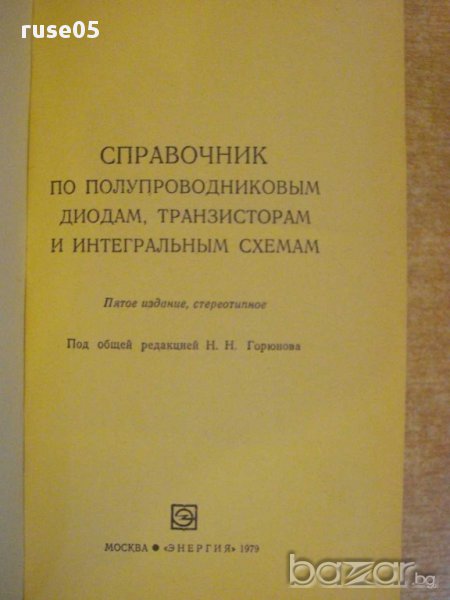 ruse05
СПРАВОЧНИК
ПО ПОЛУПРОВОДНИКОВЫМ
ДИОДАМ, ТРАНЗИСТОРАМ
И ИНТЕГРАЛЬНЫМ СХЕМАМ
Пятое издание, стереотипное
Под общей редакцией Н. Н. Горюнова
МОСКВА ● «ЭНЕРГИЯ» 1979
bazar.bg